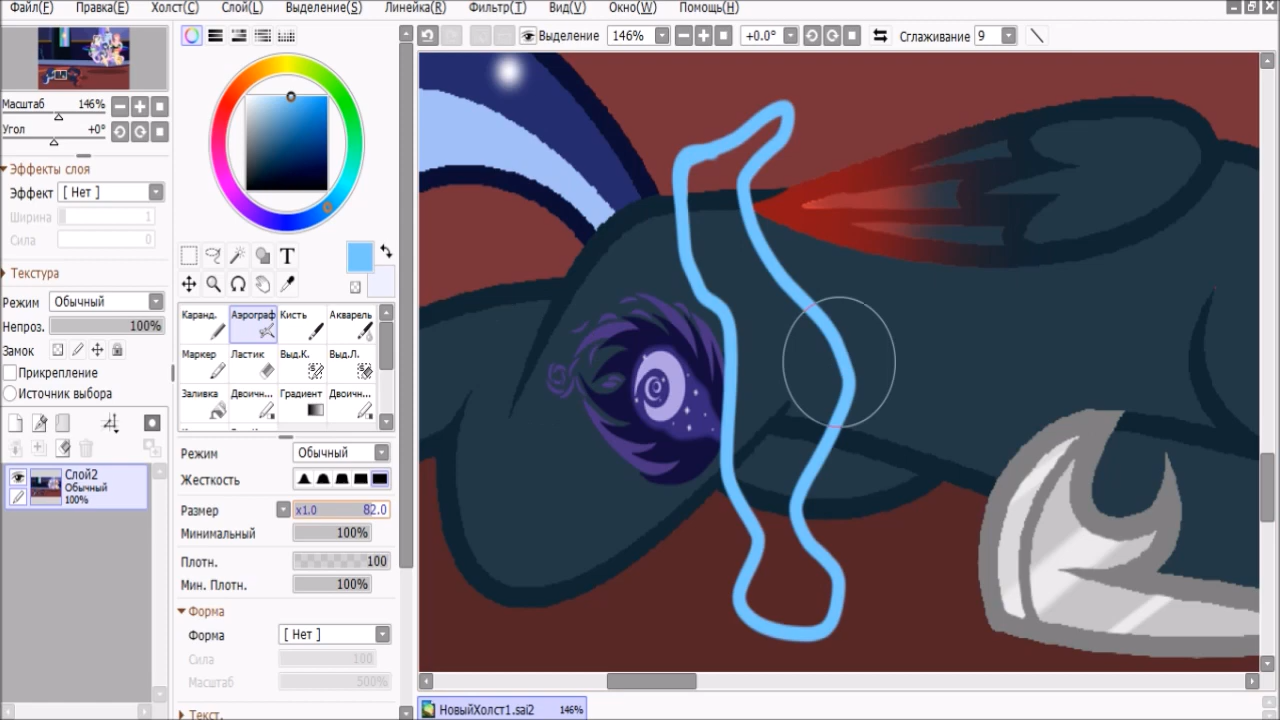 Файл(F) Правка(E) Холст(C) Слой(L) Выделение(S) Линейка(R) Фильтр(T) Вид(V) Окно(W) Помощь(H)
Выделение 146% +0.0° Сглаживание 9
Масштаб 146%
Угол +0°
Эффекты слоя
Эффект [ Нет ]
Ширина 1
Сила 0
Текстура
Режим Обычный
Непроз. 100%
Замок
Прикрепление
Источник выбора
Слой2
Обычный
100%
T
Каранд. Аэрограф Кисть Акварель
Маркер Ластик Выд.К. Выд.Л.
Заливка Двоичн... Градиент Двоичн...
Режим Обычный
Жесткость
Размер x1.0 82.0
Минимальный 100%
Плотн. 100
Мин. Плотн. 100%
Форма
Форма [ Нет ]
Сила 100
Масштаб 500%
Текст.
НовыйХолст1.sai2 146%